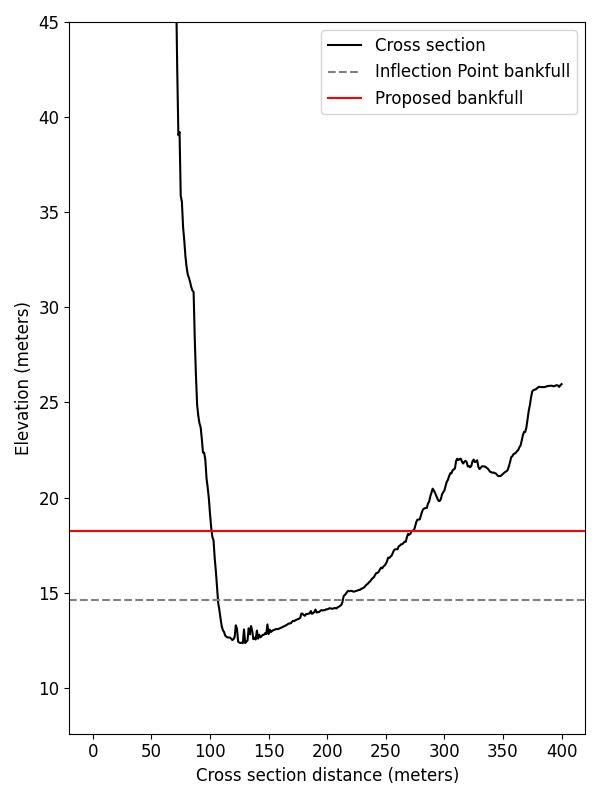 45
40
35
30
25
20
15
10
Elevation (meters)
Cross section
Inflection Point bankfull
Proposed bankfull
0 50 100 150 200 250 300 350 400
Cross section distance (meters)